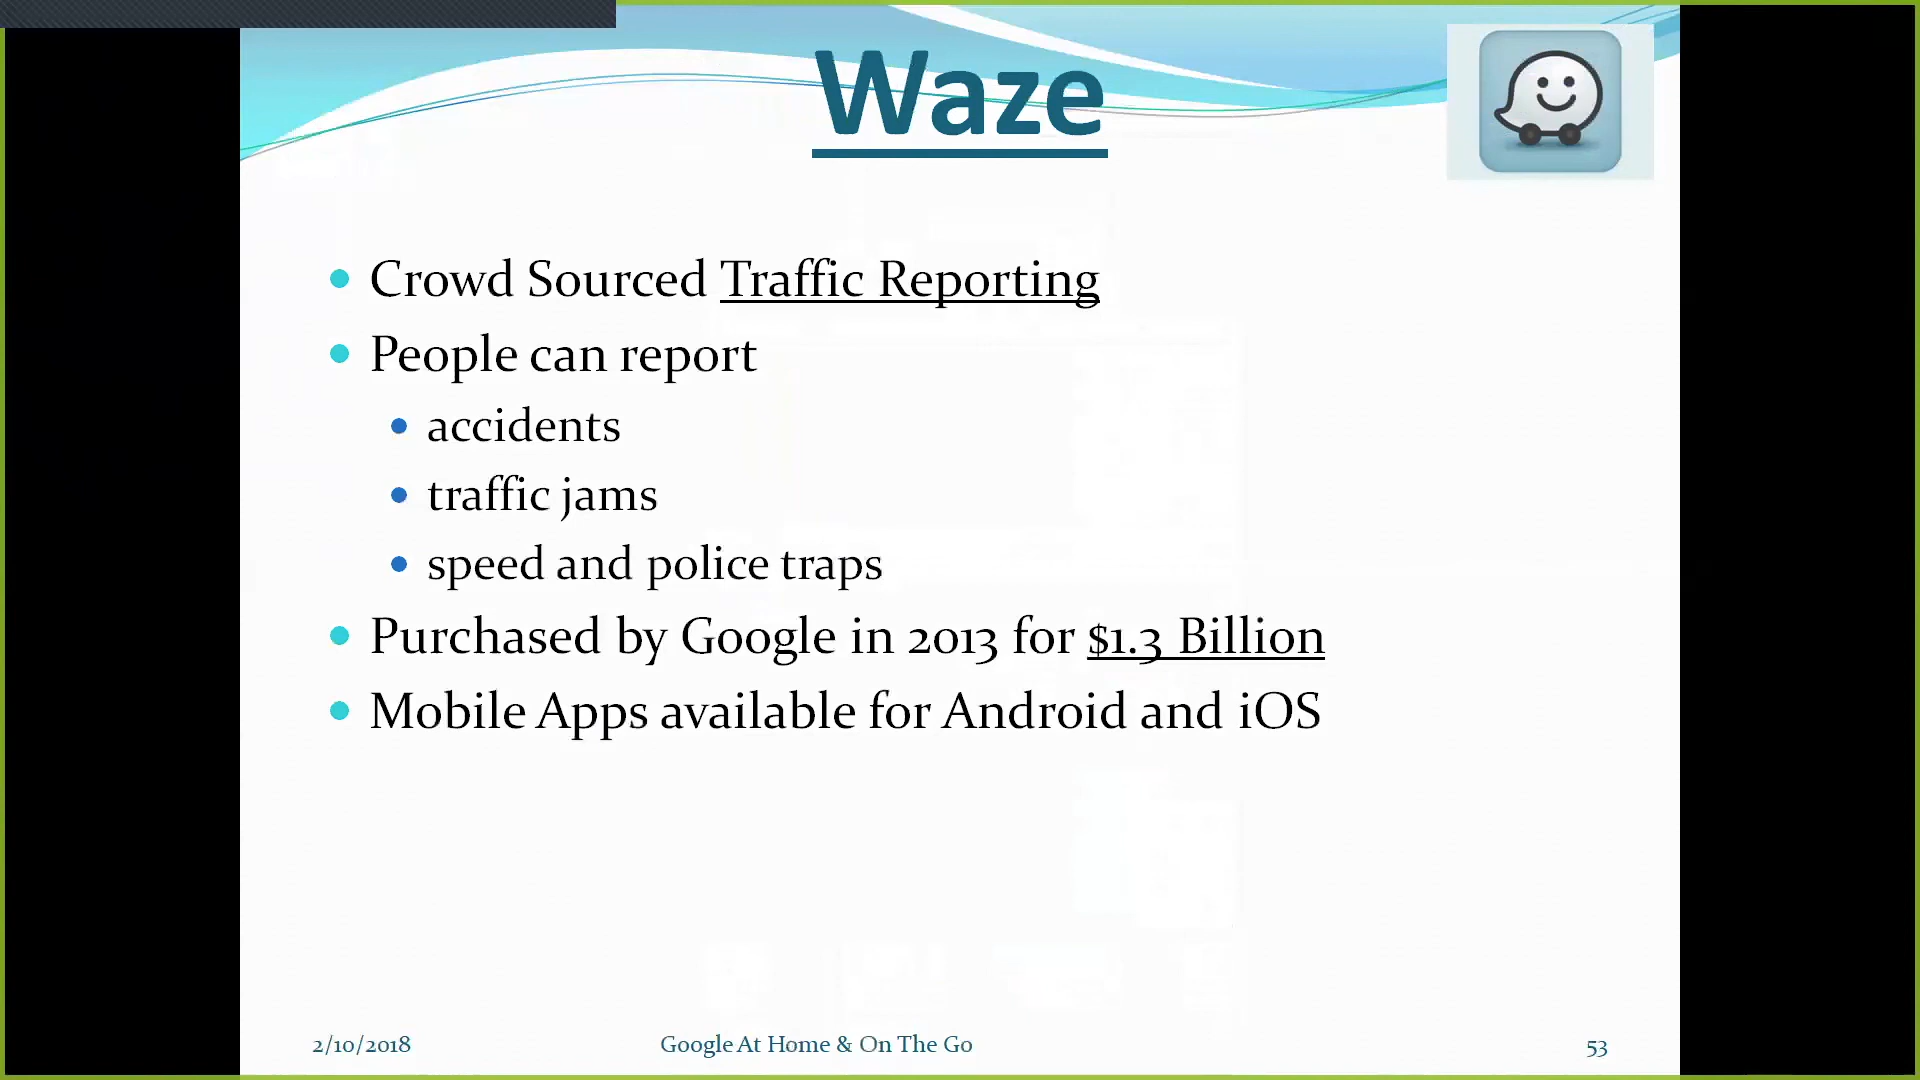 Waze
Crowd Sourced Traffic Reporting
People can report
accidents
traffic jams
speed and police traps
Purchased by Google in 2013 for $1.3 Billion
Mobile Apps available for Android and iOS
2/10/2018
Google At Home & On The Go
53